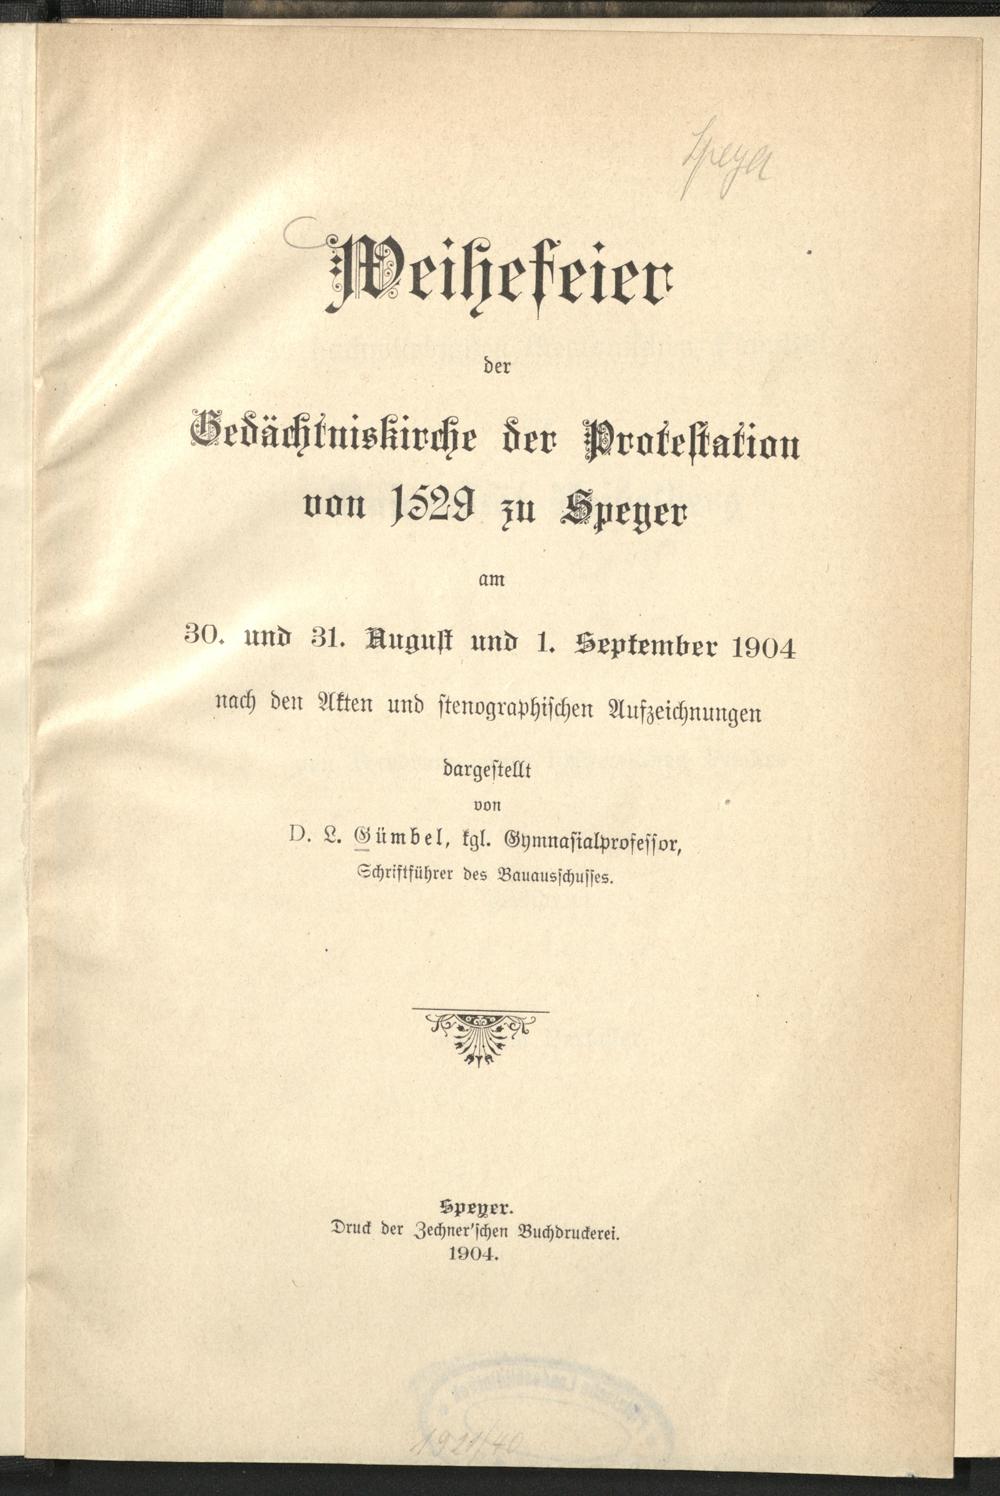 Speyer
Weihefeier
der
Gedächtniskirche der Protestation
von 1529 zu Speyer
am
30. und 31. August und 1. September 1904
nach den Akten und stenographischen Aufzeichnungen
dargestellt
von
D. L. Gümbel, kgl. Gymnasialprofessor,
Schriftführer des Bauausschusses.
Speyer.
Druck der Zechner'schen Buchdruckerei.
1904.
1921/40